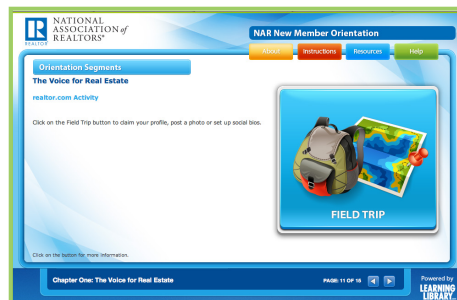 NATIONAL
ASSOCIATION of
REALTORS®
REALTOR®
NAR New Member Orientation
About
Instructions
Resources
Help
Orientation Segments
The Voice for Real Estate
realtor.com Activity
Click on the Field Trip button to claim your profile, post a photo or set up social bios.
FIELD TRIP
Click on the button for more information.
Chapter One: The Voice for Real Estate
PAGE: 11 OF 15
Powered by
LEARNING
LIBRARY